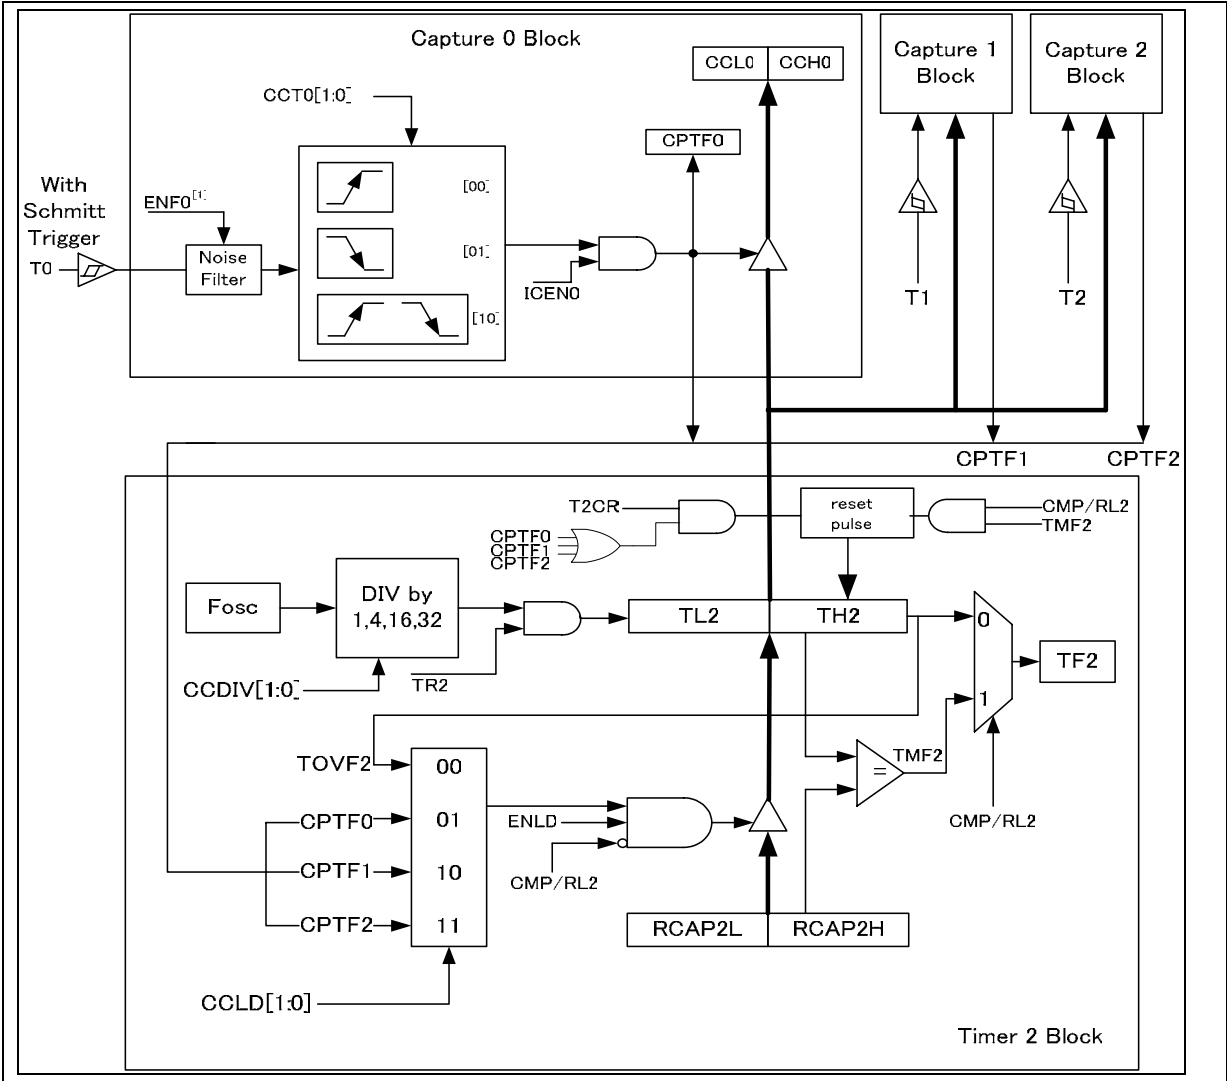 Capture 0 Block
CCL0 CCH0
Capture 1
Block
Capture 2
Block
CCT0[1:0]
CPTF0
With
Schmitt
Trigger
T0
ENF0[1]
Noise
Filter
[00]
[01]
[10]
ICEN0
T1
T2
CPTF1
CPTF2
T2CR
CPTF0
CPTF1
CPTF2
reset
pulse
CMP/RL2
TMF2
Fosc
DIV by
1,4,16,32
TL2 TH2
0
1
TF2
CCDIV[1:0]
TR2
TOVF2
00
CPTF0
01
CPTF1
10
CPTF2
11
ENLD
CMP/RL2
=
TMF2
CMP/RL2
RCAP2L RCAP2H
CCLD[1:0]
Timer 2 Block